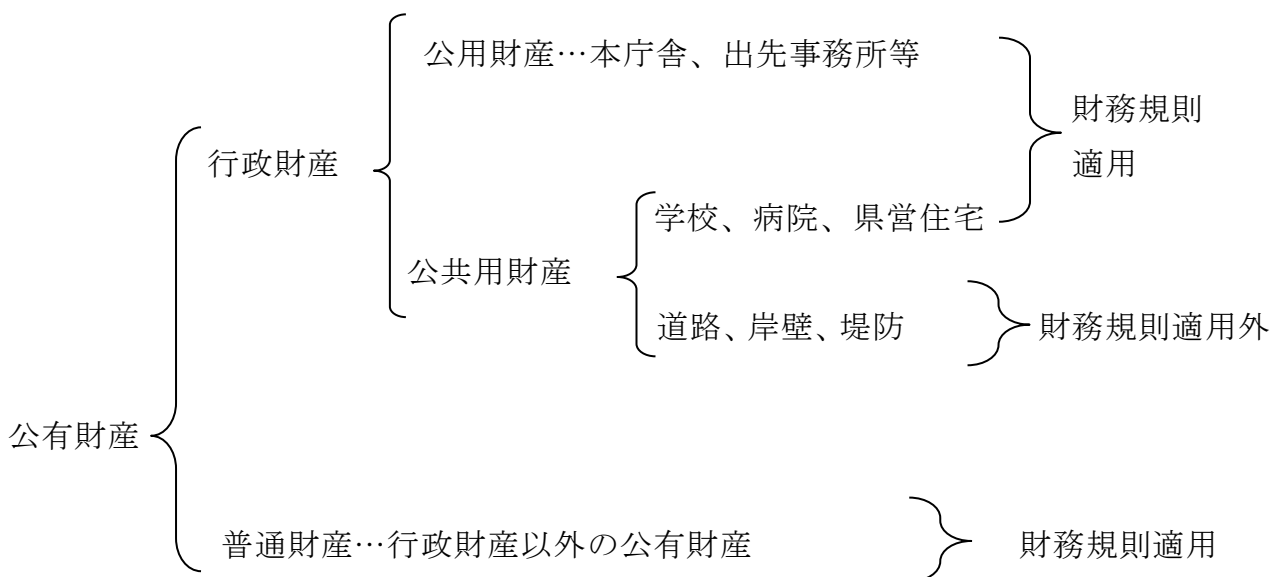 公用財産…本庁舎、出先事務所等
財務規則
適用
行政財産
学校、病院、県営住宅
公共用財産
道路、岸壁、堤防
財務規則適用外
公有財産
普通財産…行政財産以外の公有財産
財務規則適用